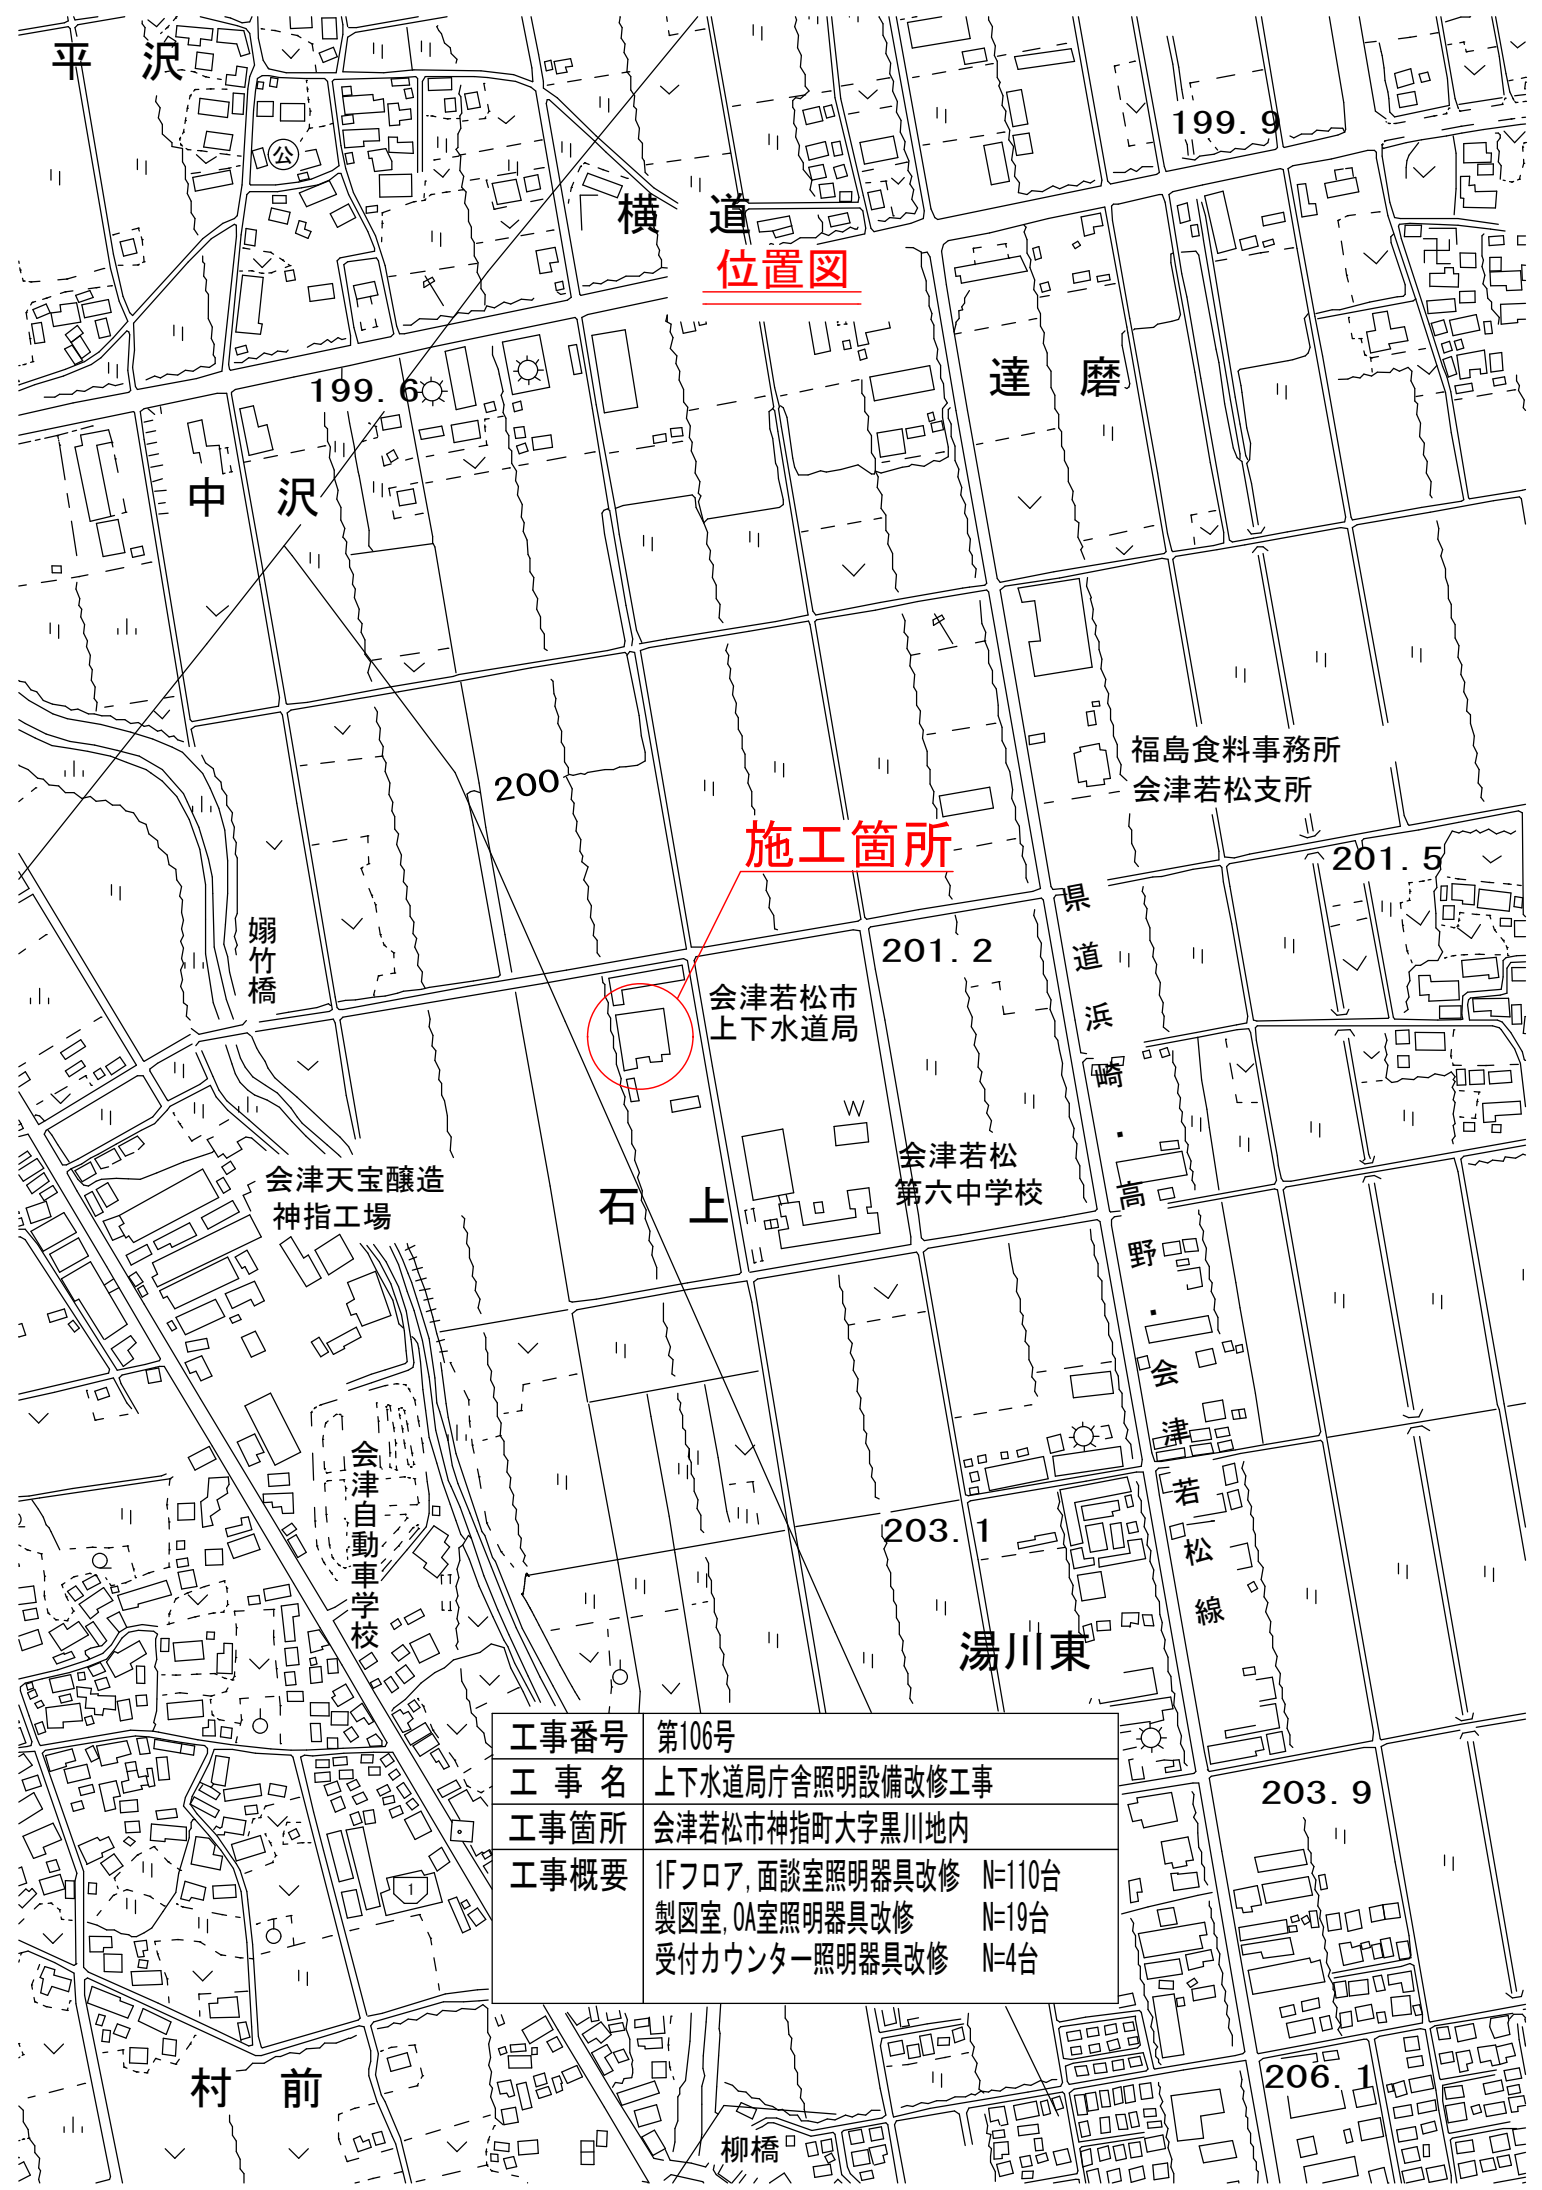 平 沢
公
199.9
横 道
位置図
達 磨
199.6
中 沢
福島食料事務所
会津若松支所
200
施工箇所
201.5
県道浜崎・高野・会津若松線
201.2
嫋竹橋
会津若松市
上下水道局
W
会津若松
第六中学校
会津天宝醸造
神指工場
石 上
会津自動車学校
203.1
湯川東
工事番号 第106号
工 事 名 上下水道局庁舎照明設備改修工事
工事箇所 会津若松市神指町大字黒川地内
工事概要 1Fフロア,面談室照明器具改修 N=110台
製図室,OA室照明器具改修 N=19台
受付カウンター照明器具改修 N=4台
203.9
206.1
村 前
柳橋